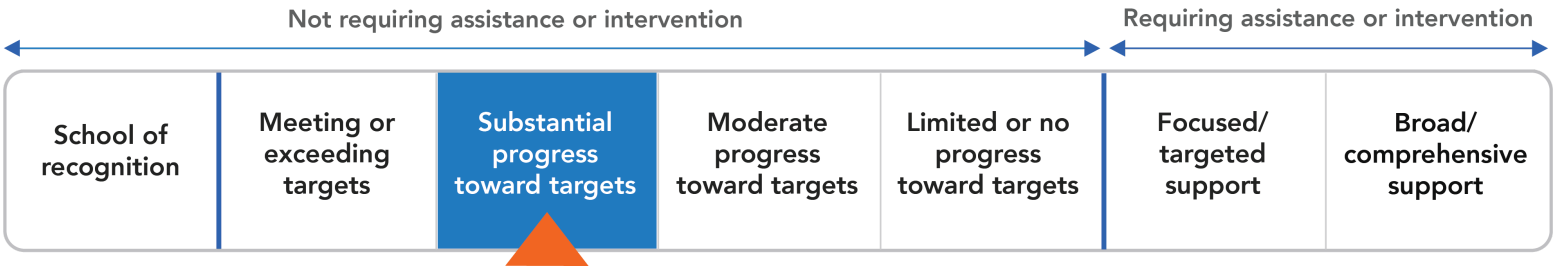 Not requiring assistance or intervention
Requiring assistance or intervention
School of
recognition
Meeting or
exceeding
targets
Substantial
progress
toward targets
Moderate
progress
toward targets
Limited or no
progress
toward targets
Focused/
targeted
support
Broad/
comprehensive
support